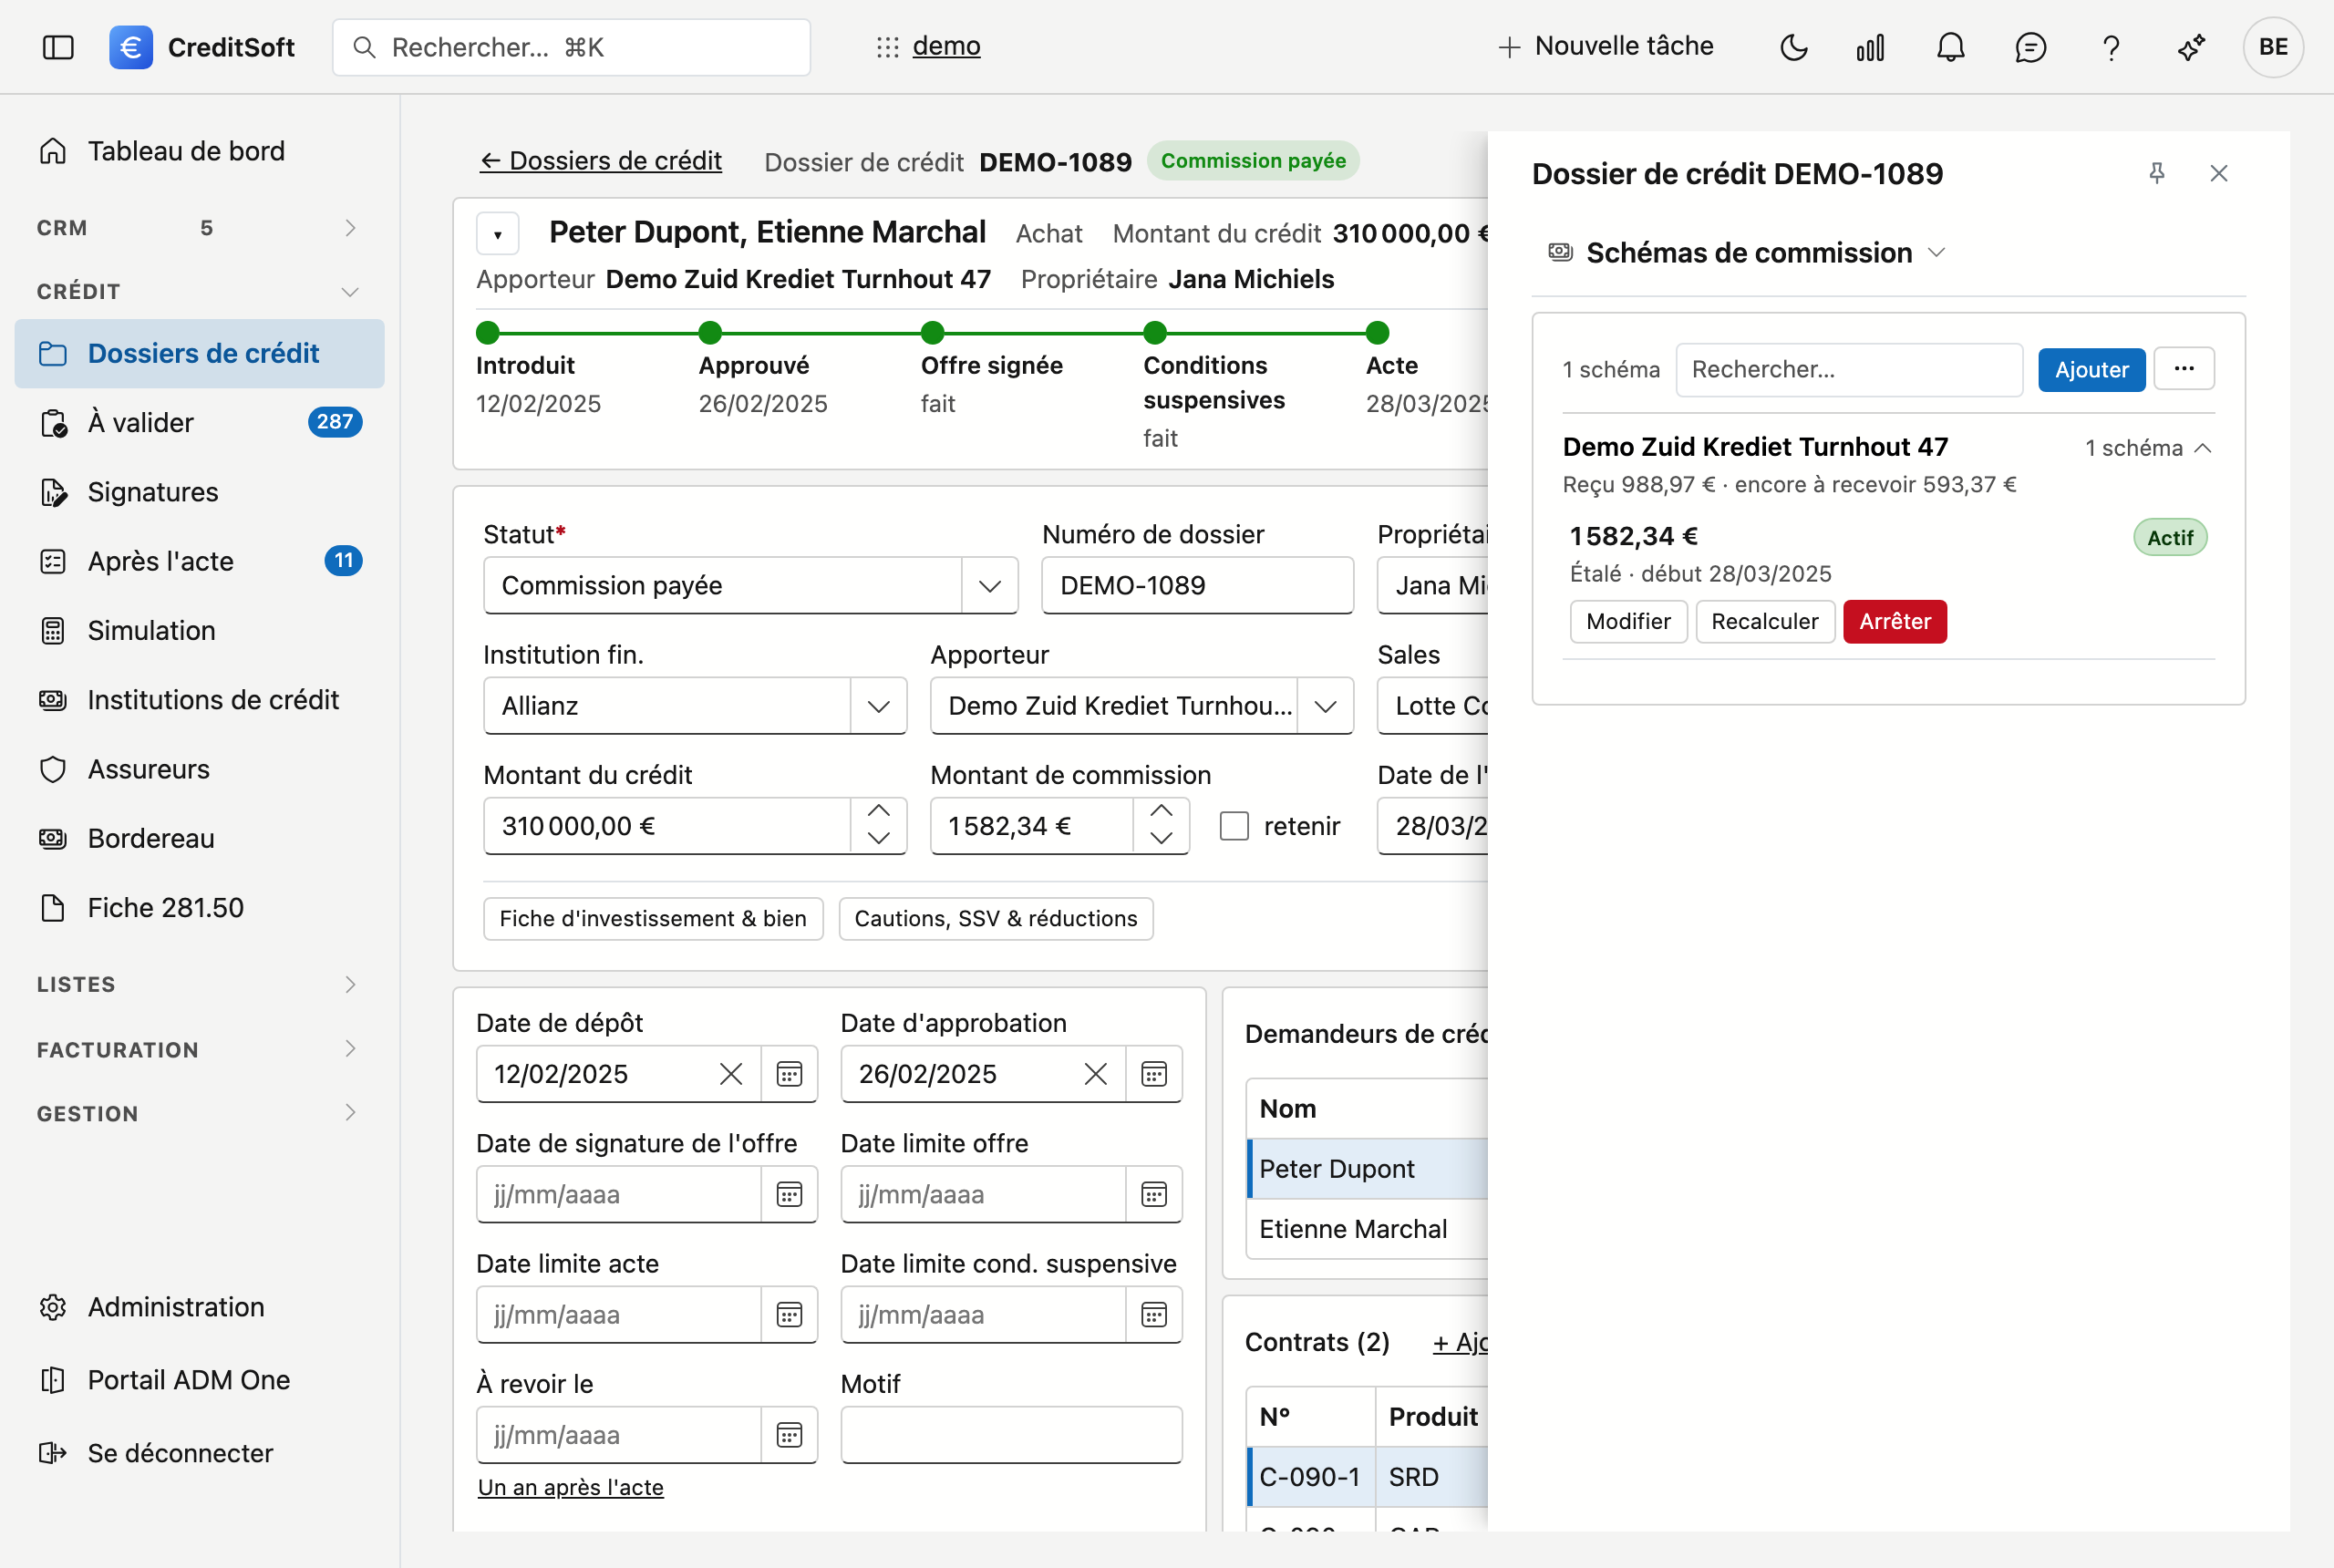 CreditSoft
Rechercher... ⌘K
demo
Nouvelle tâche
BE
Tableau de bord
CRM 5
CRÉDIT
Dossiers de crédit
À valider 287
Signatures
Après l'acte 11
Simulation
Institutions de crédit
Assureurs
Bordereau
Fiche 281.50
LISTES
FACTURATION
GESTION
Administration
Portail ADM One
Se déconnecter
← Dossiers de crédit Dossier de crédit DEMO-1089 Commission payée
Peter Dupont, Etienne Marchal Achat Montant du crédit 310 000,00 €
Apporteur Demo Zuid Krediet Turnhout 47 Propriétaire Jana Michiels
Introduit Approuvé Offre signée Conditions suspensives Acte
12/02/2025 26/02/2025 fait fait 28/03/2025
Statut* Numéro de dossier
Commission payée DEMO-1089 Jana
Institution fin. Apporteur Sales
Allianz Demo Zuid Krediet Turnhou... Lotte
Montant du crédit Montant de commission Date de l'
310 000,00 € 1 582,34 € retenir 28/03/2
Fiche d'investissement & bien Cautions, SSV & réductions
Date de dépôt Date d'approbation
12/02/2025 26/02/2025
Date de signature de l'offre Date limite offre
jj/mm/aaaa jj/mm/aaaa
Date limite acte Date limite cond. suspensive
jj/mm/aaaa jj/mm/aaaa
À revoir le Motif
jj/mm/aaaa
Un an après l'acte
Demandeurs de
Nom
Peter Dupont
Etienne Marchal
Contrats (2) +
N° Produit
C-090-1 SRD
Dossier de crédit DEMO-1089
Schémas de commission
1 schéma Rechercher... Ajouter ...
Demo Zuid Krediet Turnhout 47 1 schéma
Reçu 988,97 € · encore à recevoir 593,37 €
1 582,34 € Actif
Étalé · début 28/03/2025
Modifier Recalculer Arrêter